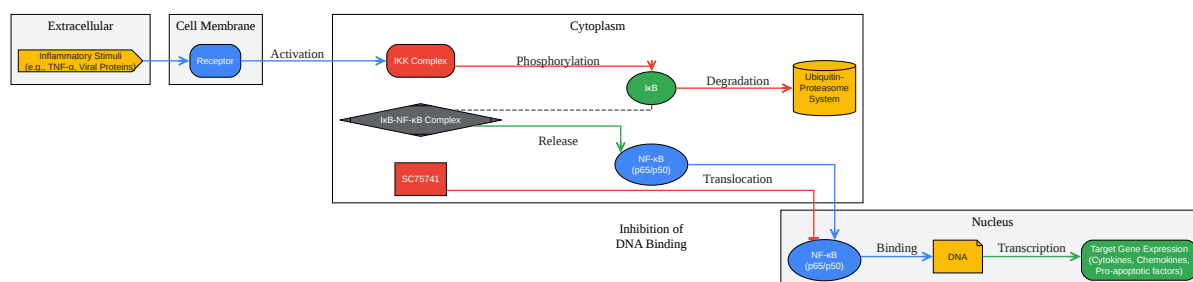 Extracellular
Inflammatory Stimuli
(e.g., TNF-α, Viral Proteins)
Cell Membrane
Receptor
Activation
Cytoplasm
IKK Complex
Phosphorylation
IκB
Degradation
Ubiquitin-
Proteasome
System
IκB-NF-κB Complex
Release
NF-κB
(p65/p50)
SC75741
Translocation
Inhibition of
DNA Binding
Nucleus
NF-κB
(p65/p50)
Binding
DNA
Transcription
Target Gene Expression
(Cytokines, Chemokines,
Pro-apoptotic factors)